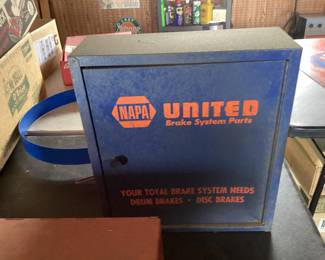 NAPA
UNITED
Brake System Parts
YOUR TOTAL BRAKE SYSTEM NEEDS
DRUM BRAKES - DISC BRAKES